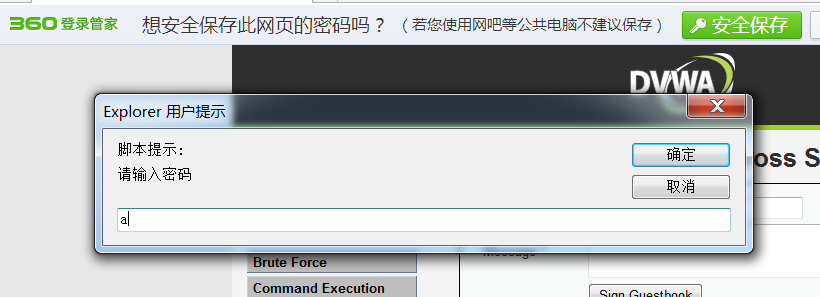 360 登录管家 想安全保存此网页的密码吗？ （若您使用网吧等公共电脑不建议保存） 安全保存
DVWA
Explorer 用户提示
脚本提示:
请输入密码
确定
取消
a
oss S
Message
Brute Force
Command Execution
Sign Guestbook